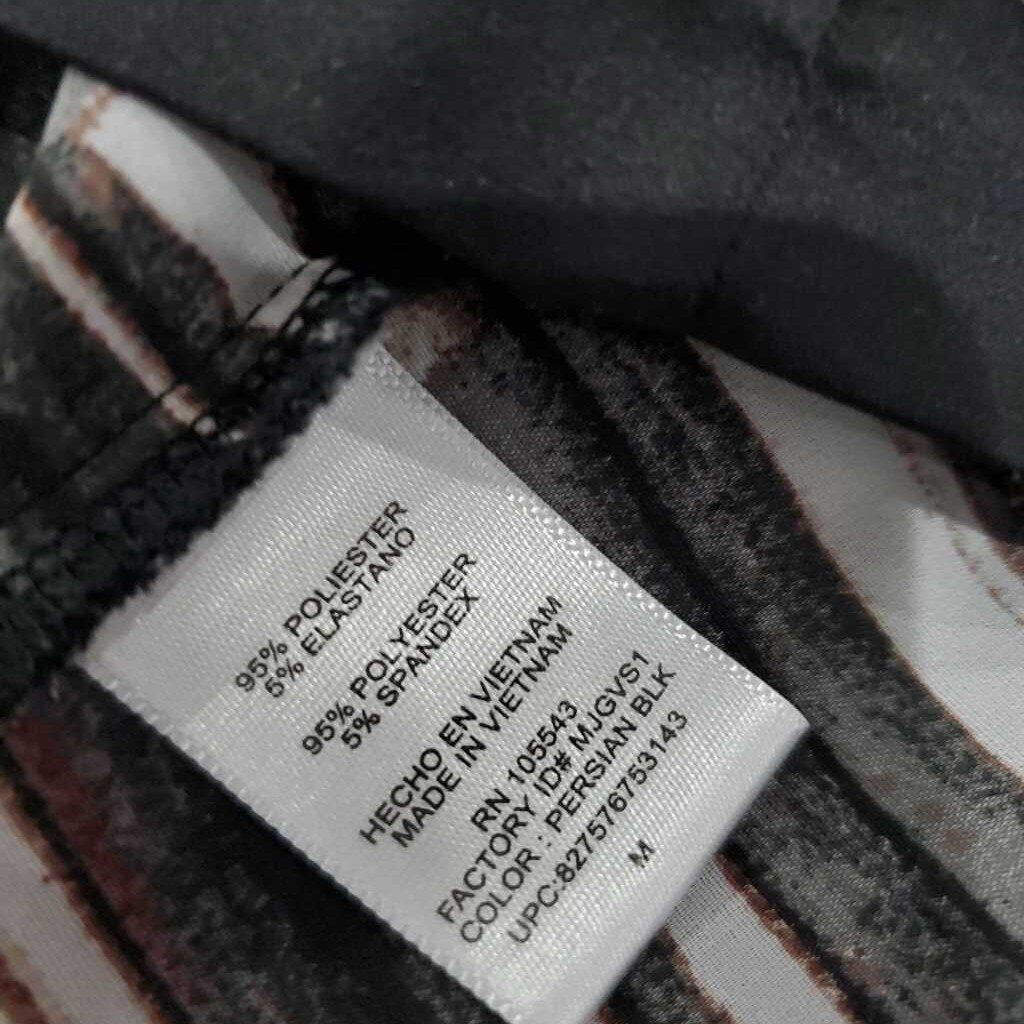 95% POLIESTER
5% ELASTANO
95% POLYESTER
5% SPANDEX
HECHO EN VIETNAM
MADE IN VIETNAM
RN 105543
FACTORY ID# MJGVS1
COLOR : PERSIAN BLK
UPC:827576753143
M